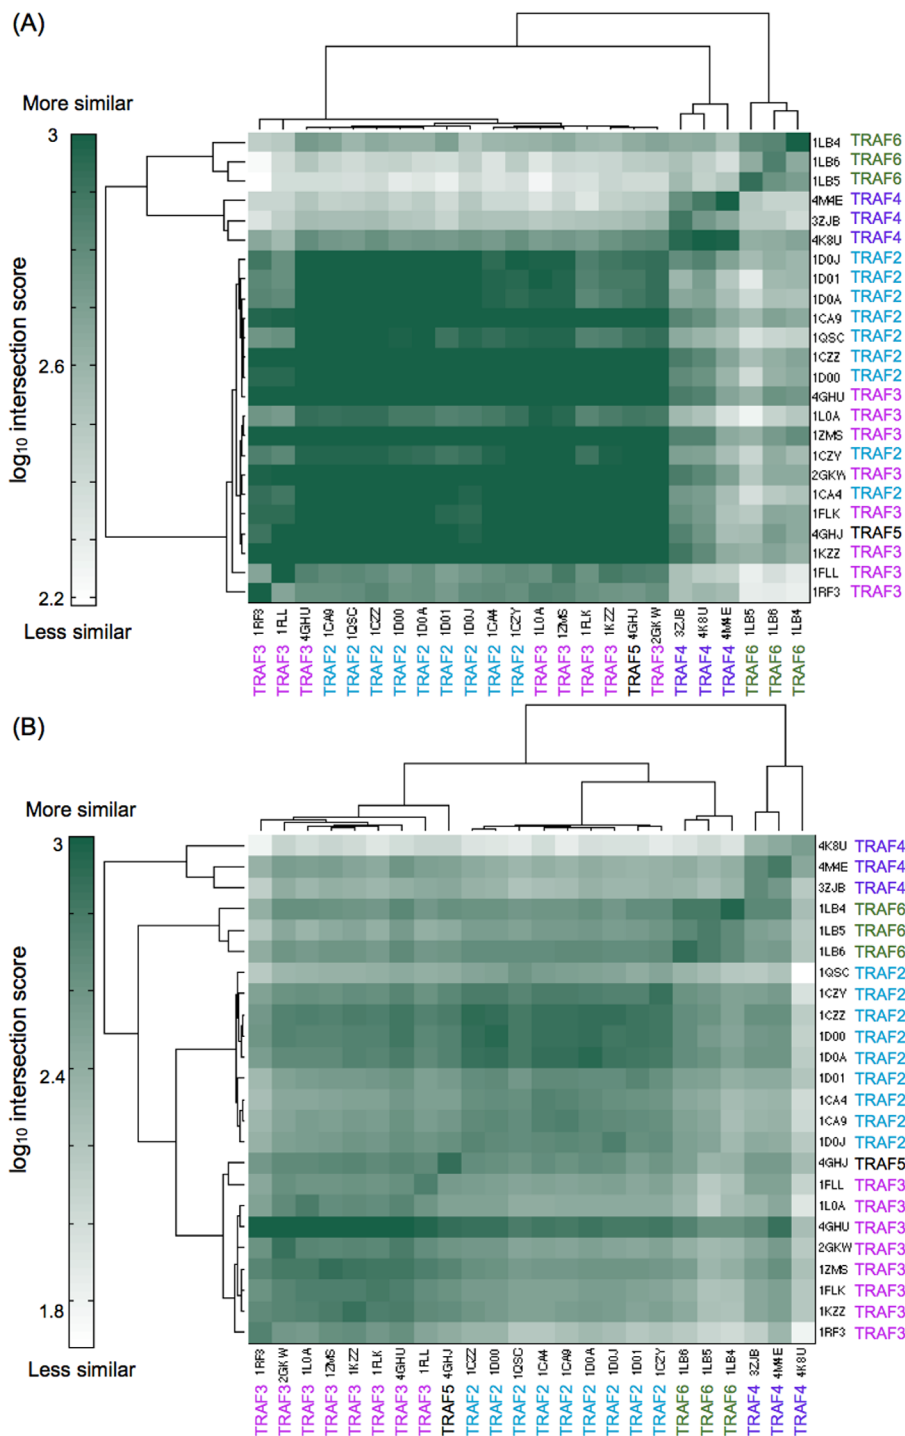 (A)
More similar
3
2.6
2.2
Less similar
log₁₀ intersection score
1LB4 TRAF6
1LB6 TRAF6
1LB5 TRAF6
4M4E TRAF4
3ZJB TRAF4
4K8U TRAF4
1D0J TRAF2
1D01 TRAF2
1D0A TRAF2
1CA9 TRAF2
1QSC TRAF2
1CZZ TRAF2
1D00 TRAF2
4GHU TRAF3
1L0A TRAF3
1ZMS TRAF3
1CZY TRAF2
2GKW TRAF3
1CA4 TRAF2
1FLK TRAF3
4GHJ TRAF5
1KZZ TRAF3
1FLL TRAF3
1RF3 TRAF3
TRAF3 1RF3
TRAF3 1FLL
TRAF3 4GHU
TRAF2 1CA9
TRAF2 1QSC
TRAF2 1CZZ
TRAF2 1D00
TRAF2 1D0A
TRAF2 1D01
TRAF2 1D0J
TRAF2 1CA4
TRAF2 1CZY
TRAF3 1L0A
TRAF3 1ZMS
TRAF3 1FLK
TRAF3 1KZZ
TRAF5 4GHJ
TRAF3 2GKW
TRAF4 3ZJB
TRAF4 4K8U
TRAF4 4M4E
TRAF6 1LB5
TRAF6 1LB6
TRAF6 1LB4
(B)
More similar
3
2.4
1.8
Less similar
log₁₀ intersection score
4K8U TRAF4
4M4E TRAF4
3ZJB TRAF4
1LB4 TRAF6
1LB5 TRAF6
1LB6 TRAF6
1QSC TRAF2
1CZY TRAF2
1CZZ TRAF2
1D00 TRAF2
1D0A TRAF2
1D01 TRAF2
1CA4 TRAF2
1CA9 TRAF2
1D0J TRAF2
4GHJ TRAF5
1FLL TRAF3
1L0A TRAF3
4GHU TRAF3
2GKW TRAF3
1ZMS TRAF3
1FLK TRAF3
1KZZ TRAF3
1RF3 TRAF3
TRAF3 1RF3
TRAF3 2GKW
TRAF3 1L0A
TRAF3 1ZMS
TRAF3 1KZZ
TRAF3 1FLK
TRAF3 4GHU
TRAF3 1FLL
TRAF5 4GHJ
TRAF2 1CZZ
TRAF2 1D00
TRAF2 1QSC
TRAF2 1CA4
TRAF2 1CA9
TRAF2 1D0A
TRAF2 1D0J
TRAF2 1D01
TRAF2 1CZY
TRAF6 1LB6
TRAF6 1LB5
TRAF6 1LB4
TRAF4 3ZJB
TRAF4 4M4E
TRAF4 4K8U